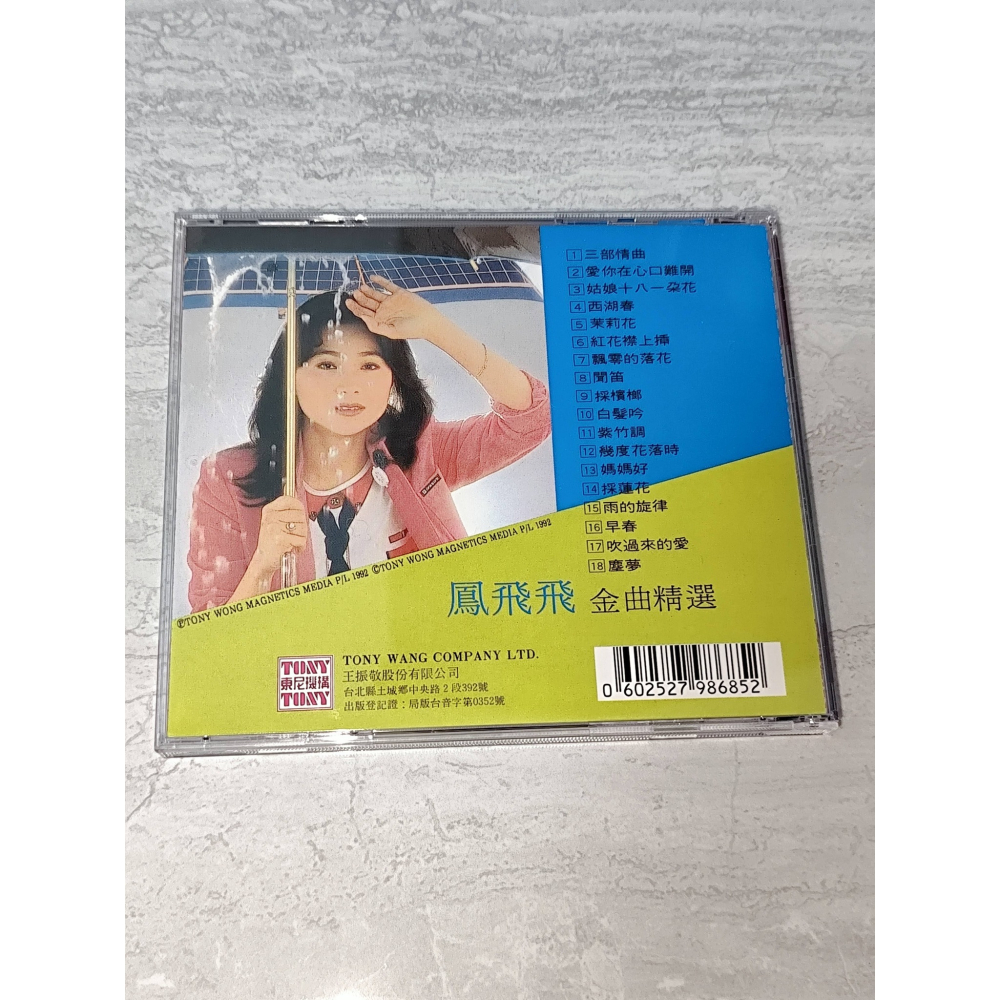 1 三部情曲
2 愛你在心口難開
3 姑娘十八一朶花
4 西湖春
5 茉莉花
6 紅花襟上揷
7 飄零的落花
8 聞笛
9 採檳榔
10 白髮吟
11 紫竹調
12 幾度花落時
13 媽媽好
14 採蓮花
15 雨的旋律
16 早春
17 吹過來的愛
18 塵夢
ⓅTONY WONG MAGNETICS MEDIA P/L 1992 ©TONY WONG MAGNETICS MEDIA P/L 1992
鳳飛飛 金曲精選
TONY
東尼機構
TONY
TONY WANG COMPANY LTD.
王振敬股份有限公司
台北縣土城鄉中央路2段392號
出版登記證：局版台音字第0352號
0 602527 986852